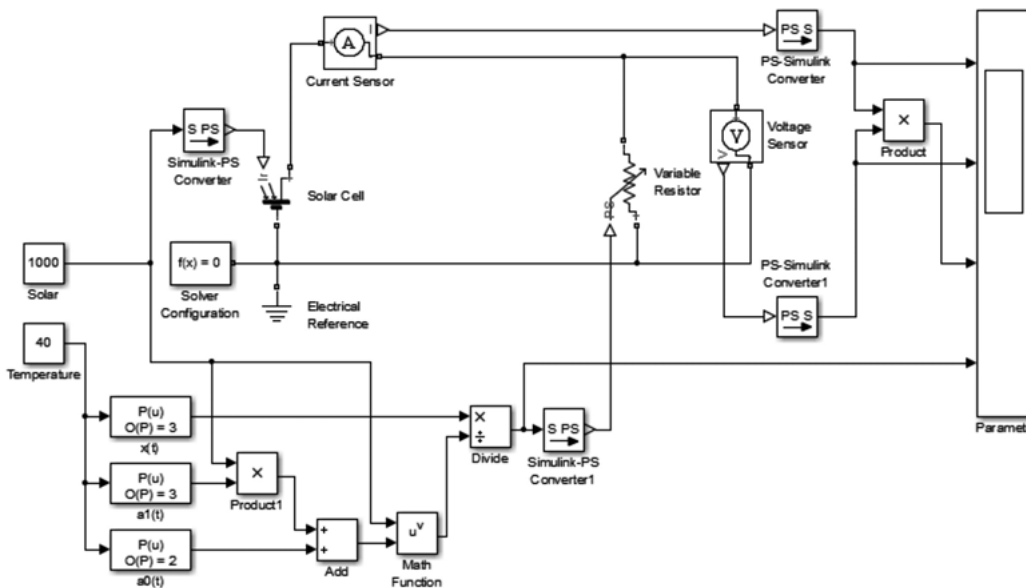 A
I
Current Sensor
PS S
PS-Simulink
Converter
S PS
Simulink-PS
Converter
Ir
Solar Cell
V
V
Voltage
Sensor
×
Product
PS
Variable
Resistor
1000
Solar
f(x) = 0
Solver
Configuration
Electrical
Reference
PS-Simulink
Converter1
PS S
40
Temperature
P(u)
O(P) = 3
x(t)
P(u)
O(P) = 3
a1(t)
P(u)
O(P) = 2
a0(t)
×
Product1
+
+
Add
u^v
Math
Function
×
÷
Divide
S PS
Simulink-PS
Converter1
Paramet